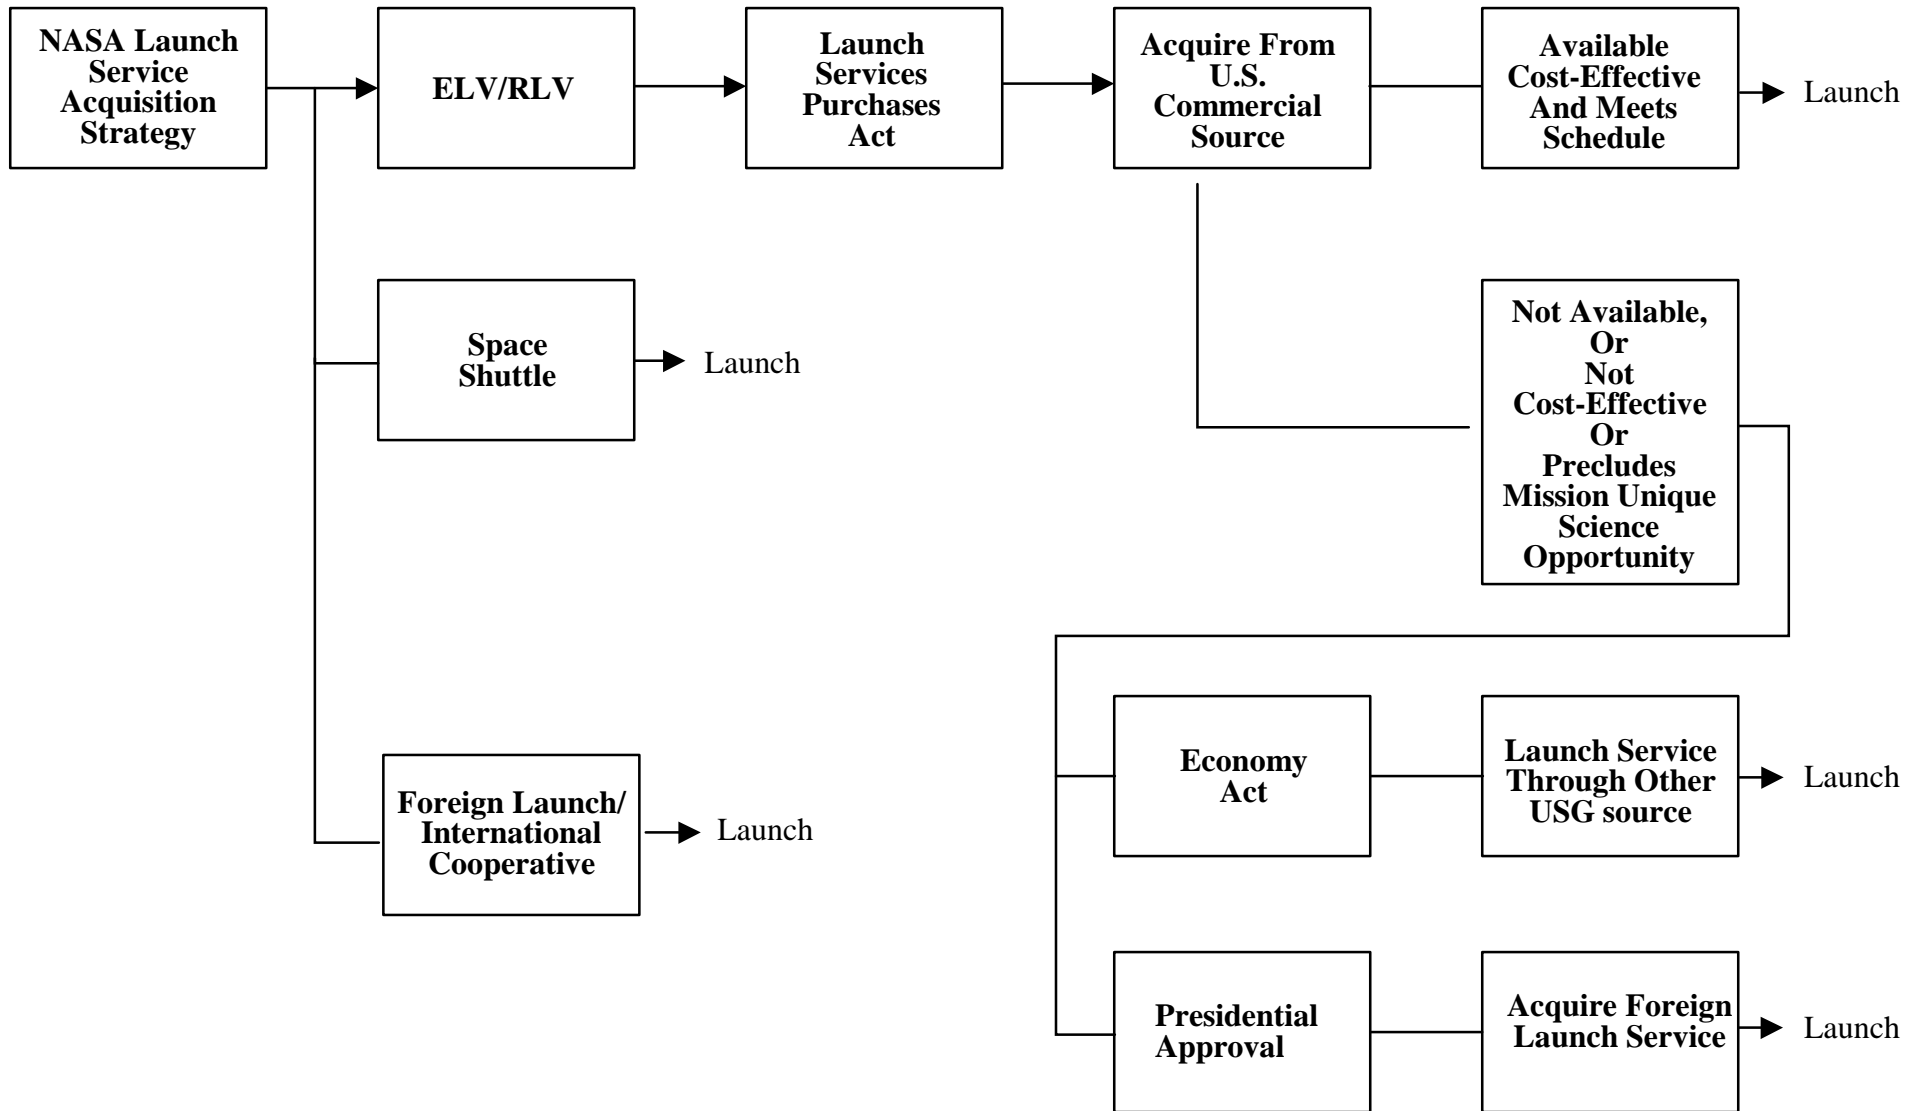 NASA Launch
Service
Acquisition
Strategy
ELV/RLV
Launch
Services
Purchases
Act
Acquire From
U.S.
Commercial
Source
Available
Cost-Effective
And Meets
Schedule
Launch
Space
Shuttle
Launch
Not Available,
Or
Not
Cost-Effective
Or
Precludes
Mission Unique
Science
Opportunity
Foreign Launch/
International
Cooperative
Launch
Economy
Act
Launch Service
Through Other
USG source
Launch
Presidential
Approval
Acquire Foreign
Launch Service
Launch